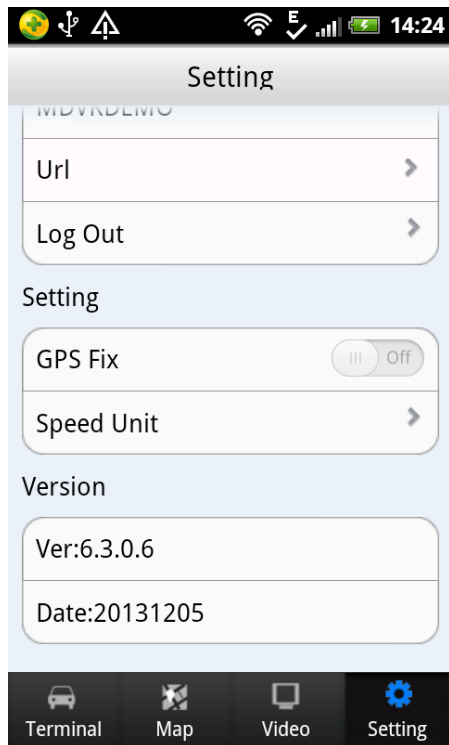 E
14:24
Setting
MDVRDEMO
Url
Log Out
Setting
GPS Fix Off
Speed Unit
Version
Ver:6.3.0.6
Date:20131205
Terminal Map Video Setting